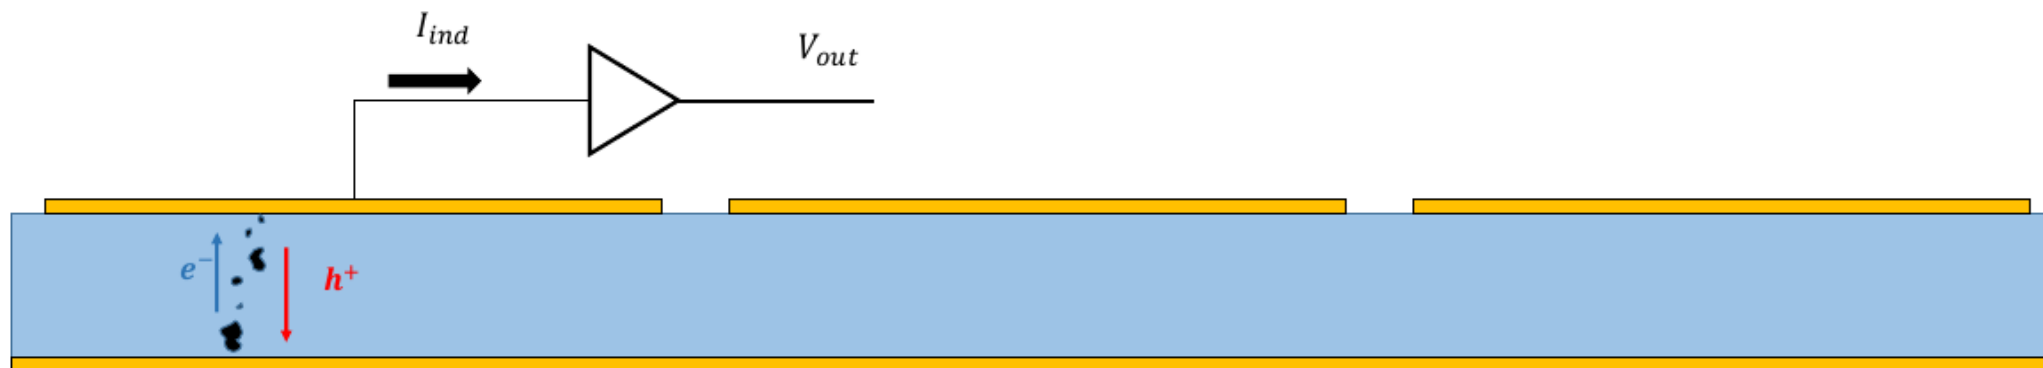 I_ind
V_out
e⁻
h⁺